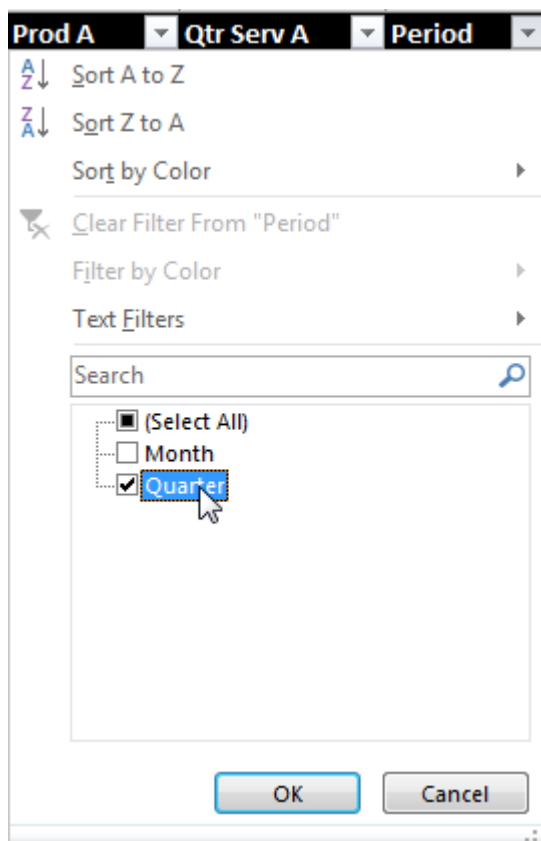 Prod A Qtr Serv A Period
Sort A to Z
Sort Z to A
Sort by Color
Clear Filter From "Period"
Filter by Color
Text Filters
Search
(Select All)
Month
Quarter
OK Cancel